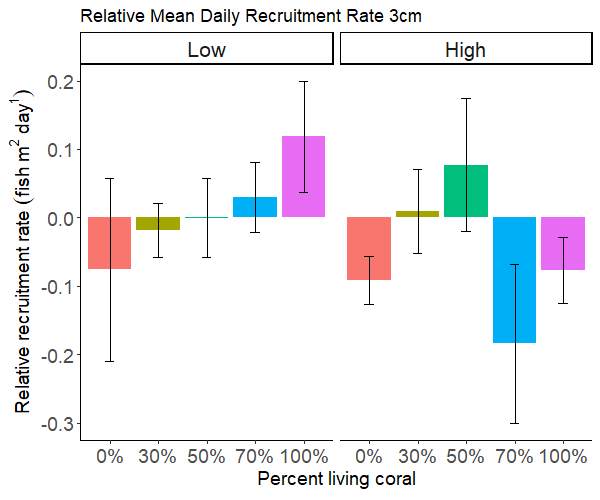 Relative Mean Daily Recruitment Rate 3cm
Low High
0.2
0.1
0.0
-0.1
-0.2
-0.3
Relative recruitment rate (fish m² day¹)
0% 30% 50% 70% 100% 0% 30% 50% 70% 100%
Percent living coral